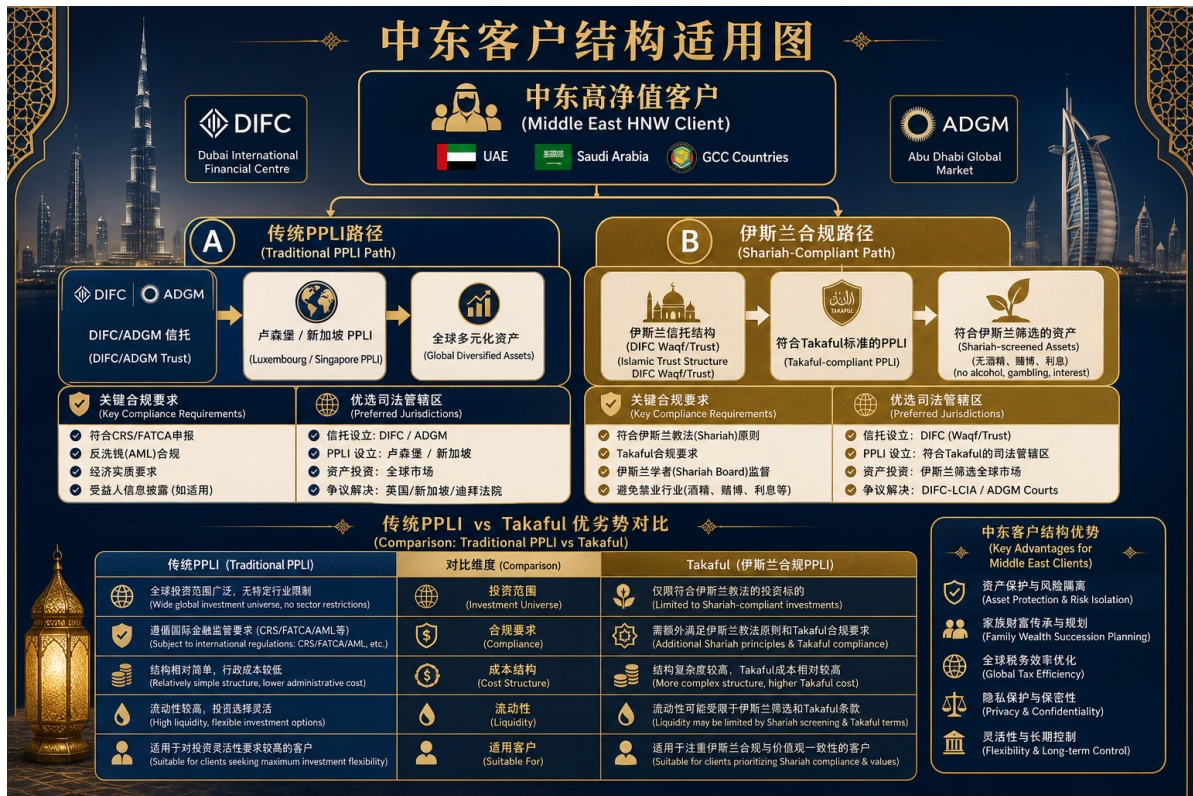 中东客户结构适用图
DIFC
Dubai International
Financial Centre
中东高净值客户
(Middle East HNW Client)
UAE
Saudi Arabia
GCC Countries
ADGM
Abu Dhabi Global
Market
A
传统PPLI路径
(Traditional PPLI Path)
DIFC
ADGM
DIFC/ADGM 信托
(DIFC/ADGM Trust)
卢森堡 / 新加坡 PPLI
(Luxembourg / Singapore PPLI)
全球多元化资产
(Global Diversified Assets)
关键合规要求
(Key Compliance Requirements)
符合CRS/FATCA申报
反洗钱(AML)合规
经济实质要求
受益人信息披露 (如适用)
优选司法管辖区
(Preferred Jurisdictions)
信托设立: DIFC / ADGM
PPLI 设立: 卢森堡 / 新加坡
资产投资: 全球市场
争议解决: 英国/新加坡/迪拜法院
B
伊斯兰合规路径
(Shariah-Compliant Path)
伊斯兰信托结构
(DIFC Waqf/Trust)
(Islamic Trust Structure
DIFC Waqf/Trust)
TAKAFUL
符合Takaful标准的PPLI
(Takaful-compliant PPLI)
符合伊斯兰筛选的资产
(Shariah-screened Assets)
(无酒精、赌博、利息)
(no alcohol, gambling, interest)
关键合规要求
(Key Compliance Requirements)
符合伊斯兰教法(Shariah)原则
Takaful合规要求
伊斯兰学者(Shariah Board)监督
避免禁业行业(酒精、赌博、利息等)
优选司法管辖区
(Preferred Jurisdictions)
信托设立: DIFC (Waqf/Trust)
PPLI 设立: 符合Takaful的司法管辖区
资产投资: 伊斯兰筛选全球市场
争议解决: DIFC-LCIA / ADGM Courts
传统PPLI vs Takaful 优劣势对比
(Comparison: Traditional PPLI vs Takaful)
传统PPLI (Traditional PPLI)
对比维度 (Comparison)
Takaful (伊斯兰合规PPLI)
全球投资范围广泛，无特定行业限制
(Wide global investment universe, no sector restrictions)
投资范围
(Investment Universe)
仅限符合伊斯兰教法的投资标的
(Limited to Shariah-compliant investments)
遵循国际金融监管要求 (CRS/FATCA/AML等)
(Subject to international regulations: CRS/FATCA/AML, etc.)
合规要求
(Compliance)
需额外满足伊斯兰教法原则和Takaful合规要求
(Additional Shariah principles & Takaful compliance)
结构相对简单，行政成本较低
(Relatively simple structure, lower administrative cost)
成本结构
(Cost Structure)
结构复杂度较高，Takaful成本相对较高
(More complex structure, higher Takaful cost)
流动性较高，投资选择灵活
(High liquidity, flexible investment options)
流动性
(Liquidity)
流动性可能受限于伊斯兰筛选和Takaful条款
(Liquidity may be limited by Shariah screening & Takaful terms)
适用于对投资灵活性要求较高的客户
(Suitable for clients seeking maximum investment flexibility)
适用客户
(Suitable For)
适用于注重伊斯兰合规与价值观一致性的客户
(Suitable for clients prioritizing Shariah compliance & values)
中东客户结构优势
(Key Advantages for
Middle East Clients)
资产保护与风险隔离
(Asset Protection & Risk Isolation)
家族财富传承与规划
(Family Wealth Succession Planning)
全球税务效率优化
(Global Tax Efficiency)
隐私保护与保密性
(Privacy & Confidentiality)
灵活性与长期控制
(Flexibility & Long-term Control)